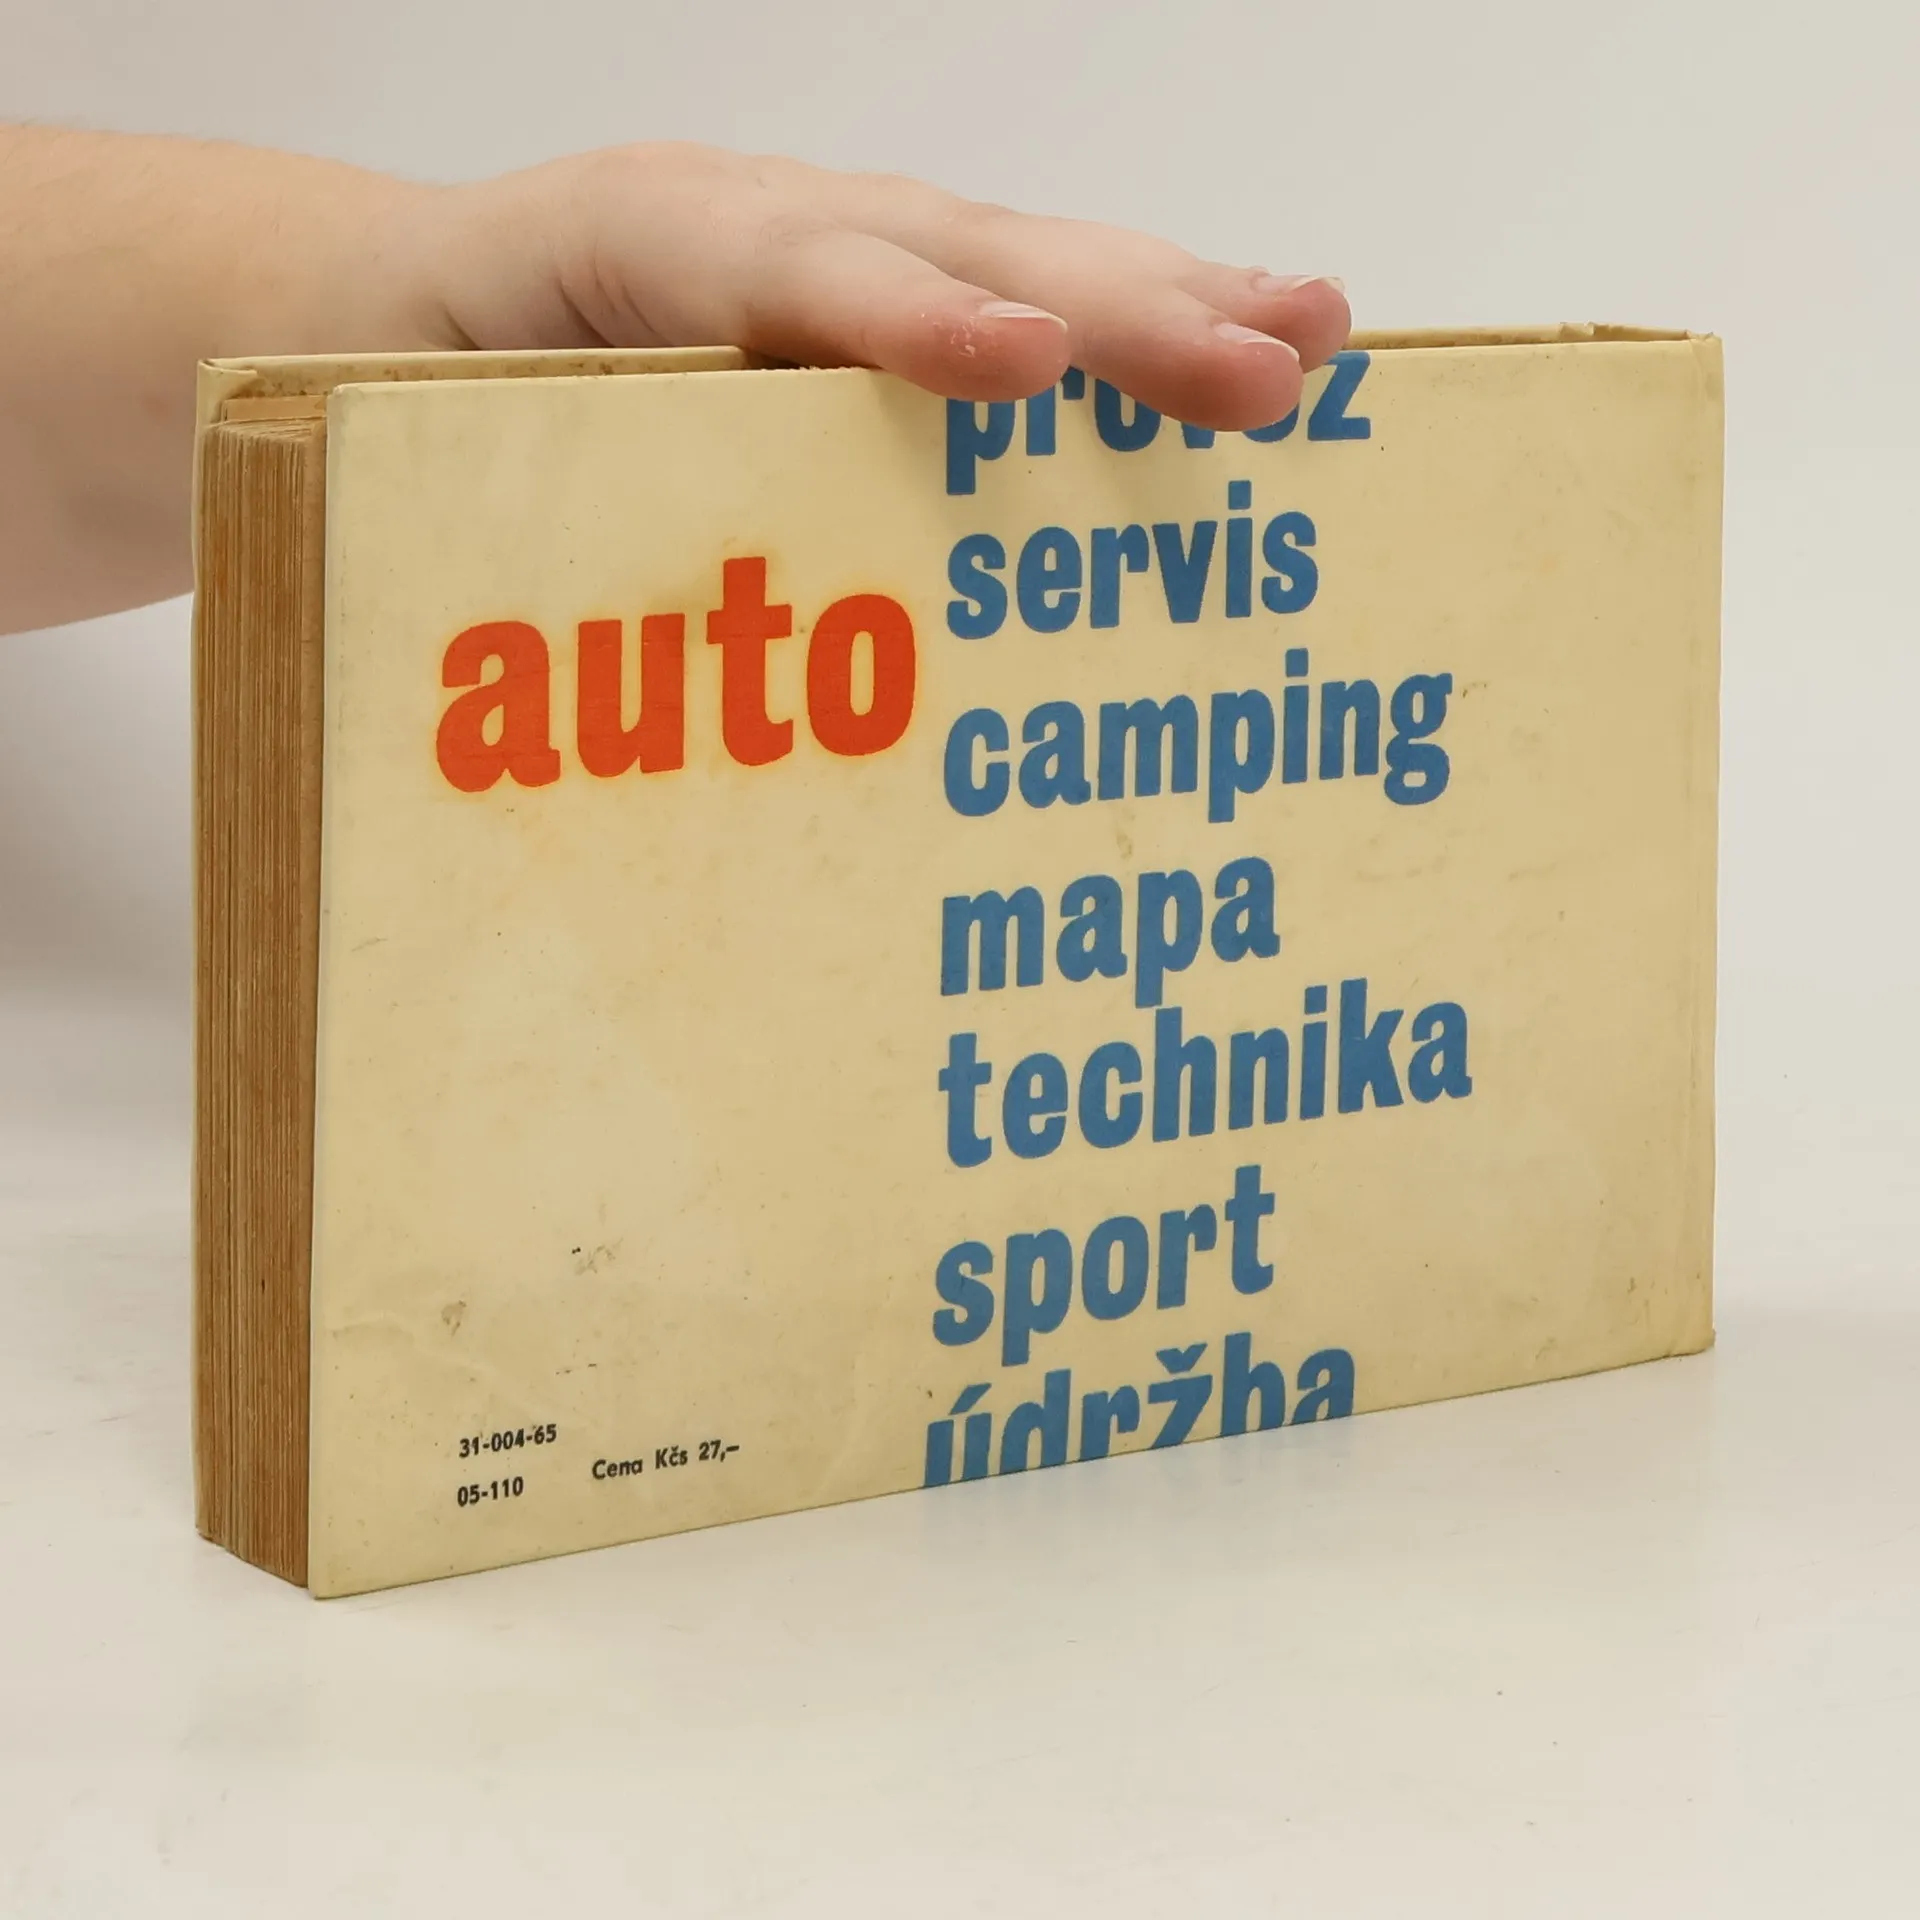 provoz
servis
auto
camping
mapa
technika
sport
údržba
31-004-65
05-110
Cena Kčs 27,–